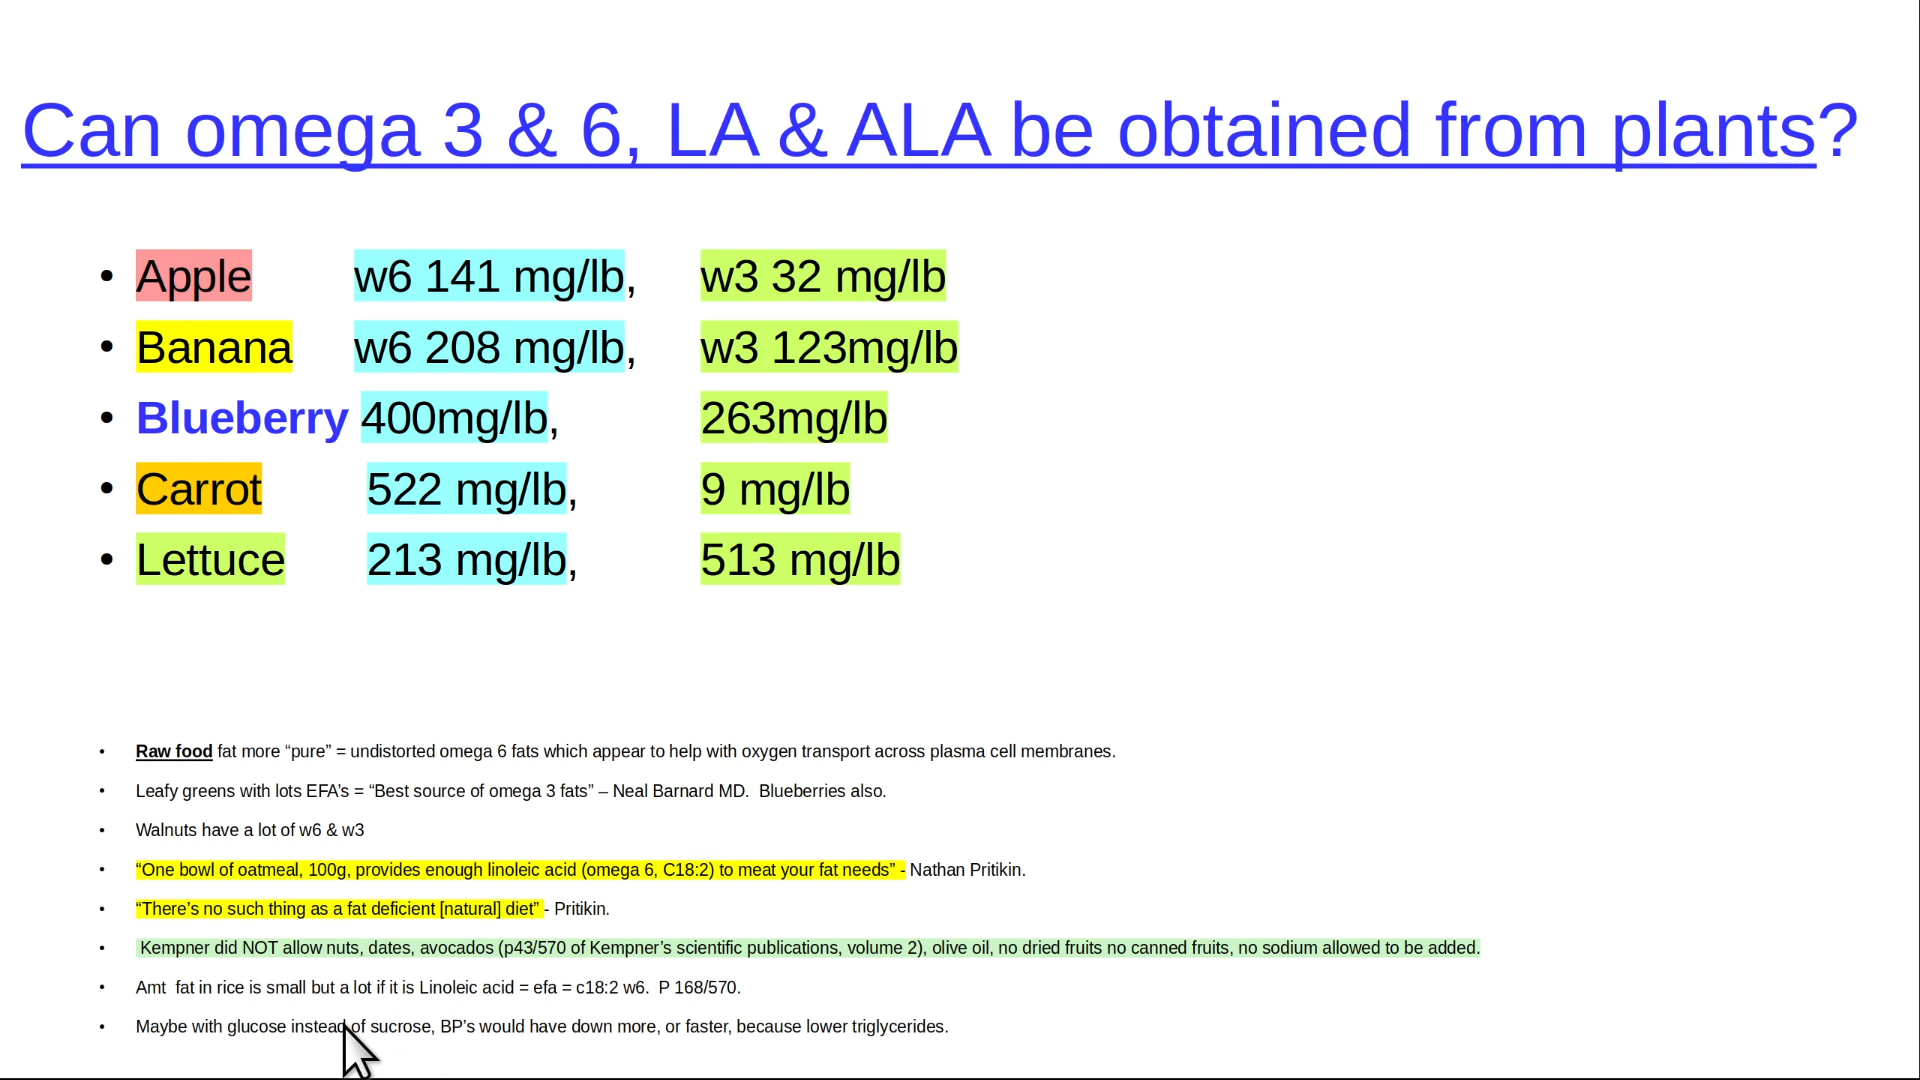 Can omega 3 & 6, LA & ALA be obtained from plants?
• Apple w6 141 mg/lb, w3 32 mg/lb
• Banana w6 208 mg/lb, w3 123mg/lb
• Blueberry 400mg/lb, 263mg/lb
• Carrot 522 mg/lb, 9 mg/lb
• Lettuce 213 mg/lb, 513 mg/lb
• Raw food fat more “pure” = undistorted omega 6 fats which appear to help with oxygen transport across plasma cell membranes.
• Leafy greens with lots EFA’s = “Best source of omega 3 fats” – Neal Barnard MD.  Blueberries also.
• Walnuts have a lot of w6 & w3
• “One bowl of oatmeal, 100g, provides enough linoleic acid (omega 6, C18:2) to meat your fat needs” - Nathan Pritikin.
• “There’s no such thing as a fat deficient [natural] diet” - Pritikin.
• Kempner did NOT allow nuts, dates, avocados (p43/570 of Kempner’s scientific publications, volume 2), olive oil, no dried fruits no canned fruits, no sodium allowed to be added.
• Amt  fat in rice is small but a lot if it is Linoleic acid = efa = c18:2 w6.  P 168/570.
• Maybe with glucose instead of sucrose, BP’s would have down more, or faster, because lower triglycerides.